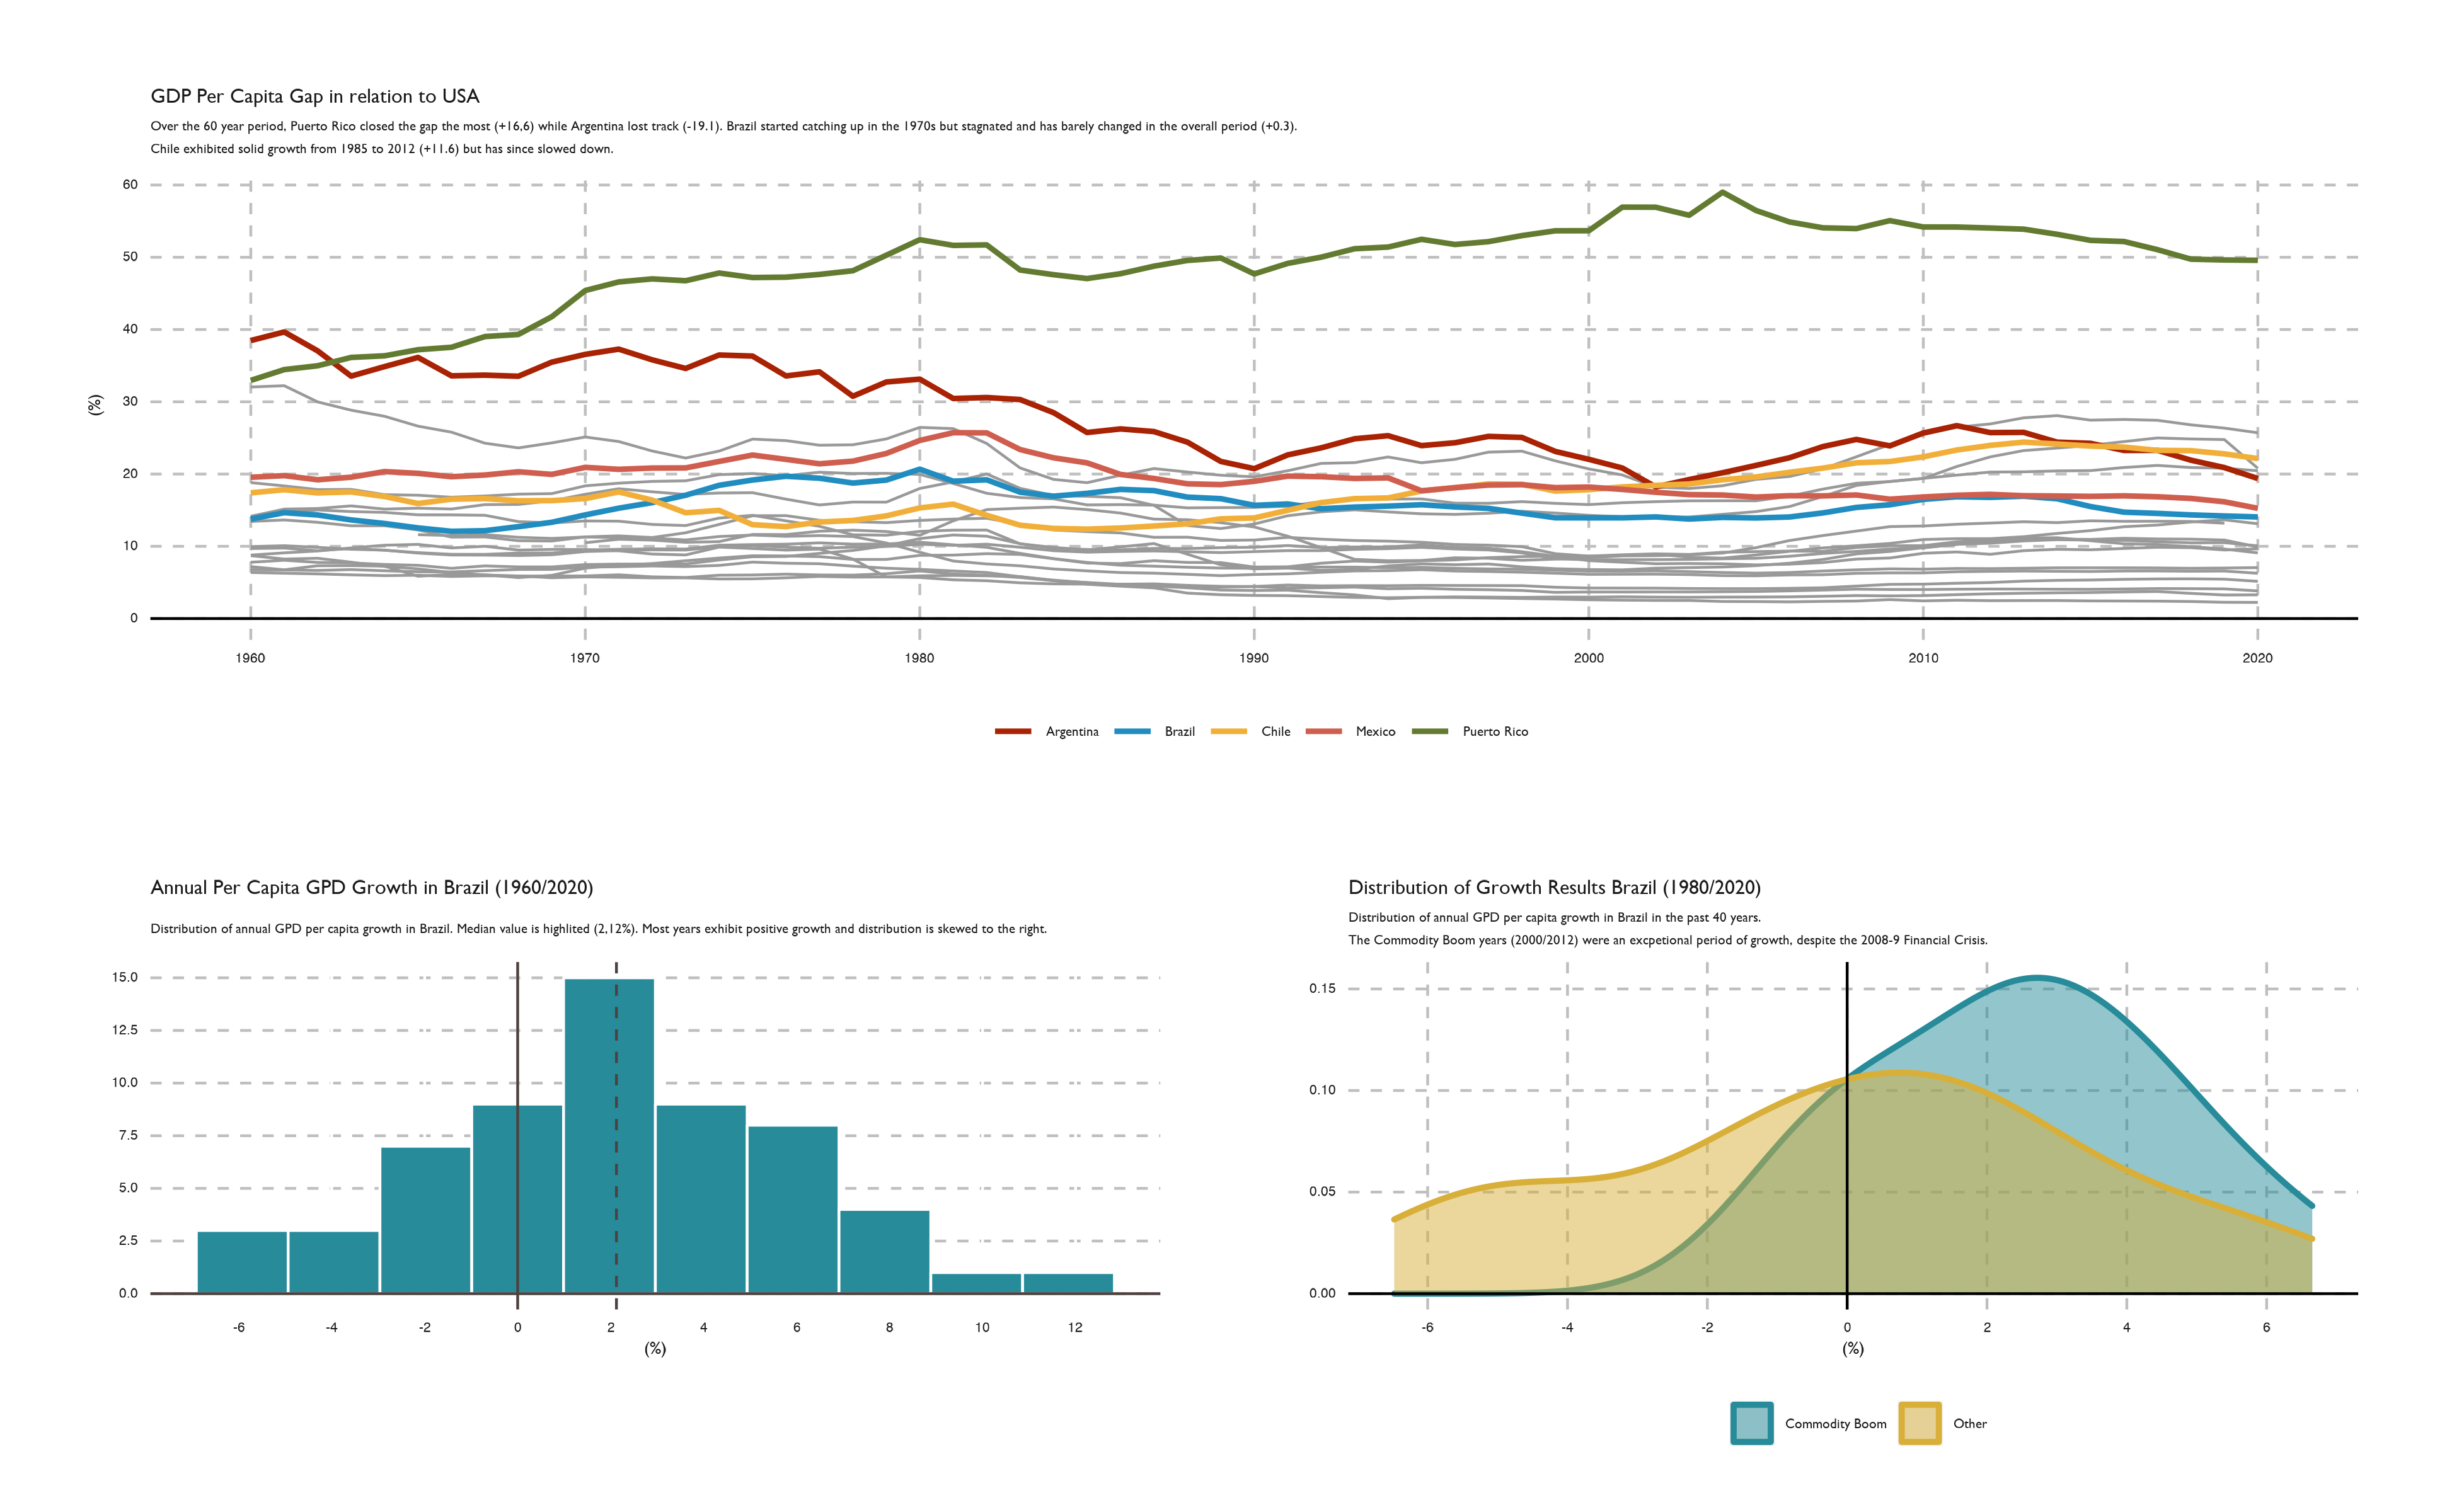 GDP Per Capita Gap in relation to USA
Over the 60 year period, Puerto Rico closed the gap the most (+16,6) while Argentina lost track (-19.1). Brazil started catching up in the 1970s but stagnated and has barely changed in the overall period (+0.3).
Chile exhibited solid growth from 1985 to 2012 (+11.6) but has since slowed down.
60
50
40
30
20
10
0
(%)
1960 1970 1980 1990 2000 2010 2020
Argentina Brazil Chile Mexico Puerto Rico
Annual Per Capita GPD Growth in Brazil (1960/2020)
Distribution of annual GPD per capita growth in Brazil. Median value is highlited (2,12%). Most years exhibit positive growth and distribution is skewed to the right.
15.0
12.5
10.0
7.5
5.0
2.5
0.0
-6 -4 -2 0 2 4 6 8 10 12
(%)
Distribution of Growth Results Brazil (1980/2020)
Distribution of annual GPD per capita growth in Brazil in the past 40 years.
The Commodity Boom years (2000/2012) were an excpetional period of growth, despite the 2008-9 Financial Crisis.
0.15
0.10
0.05
0.00
-6 -4 -2 0 2 4 6
(%)
Commodity Boom Other